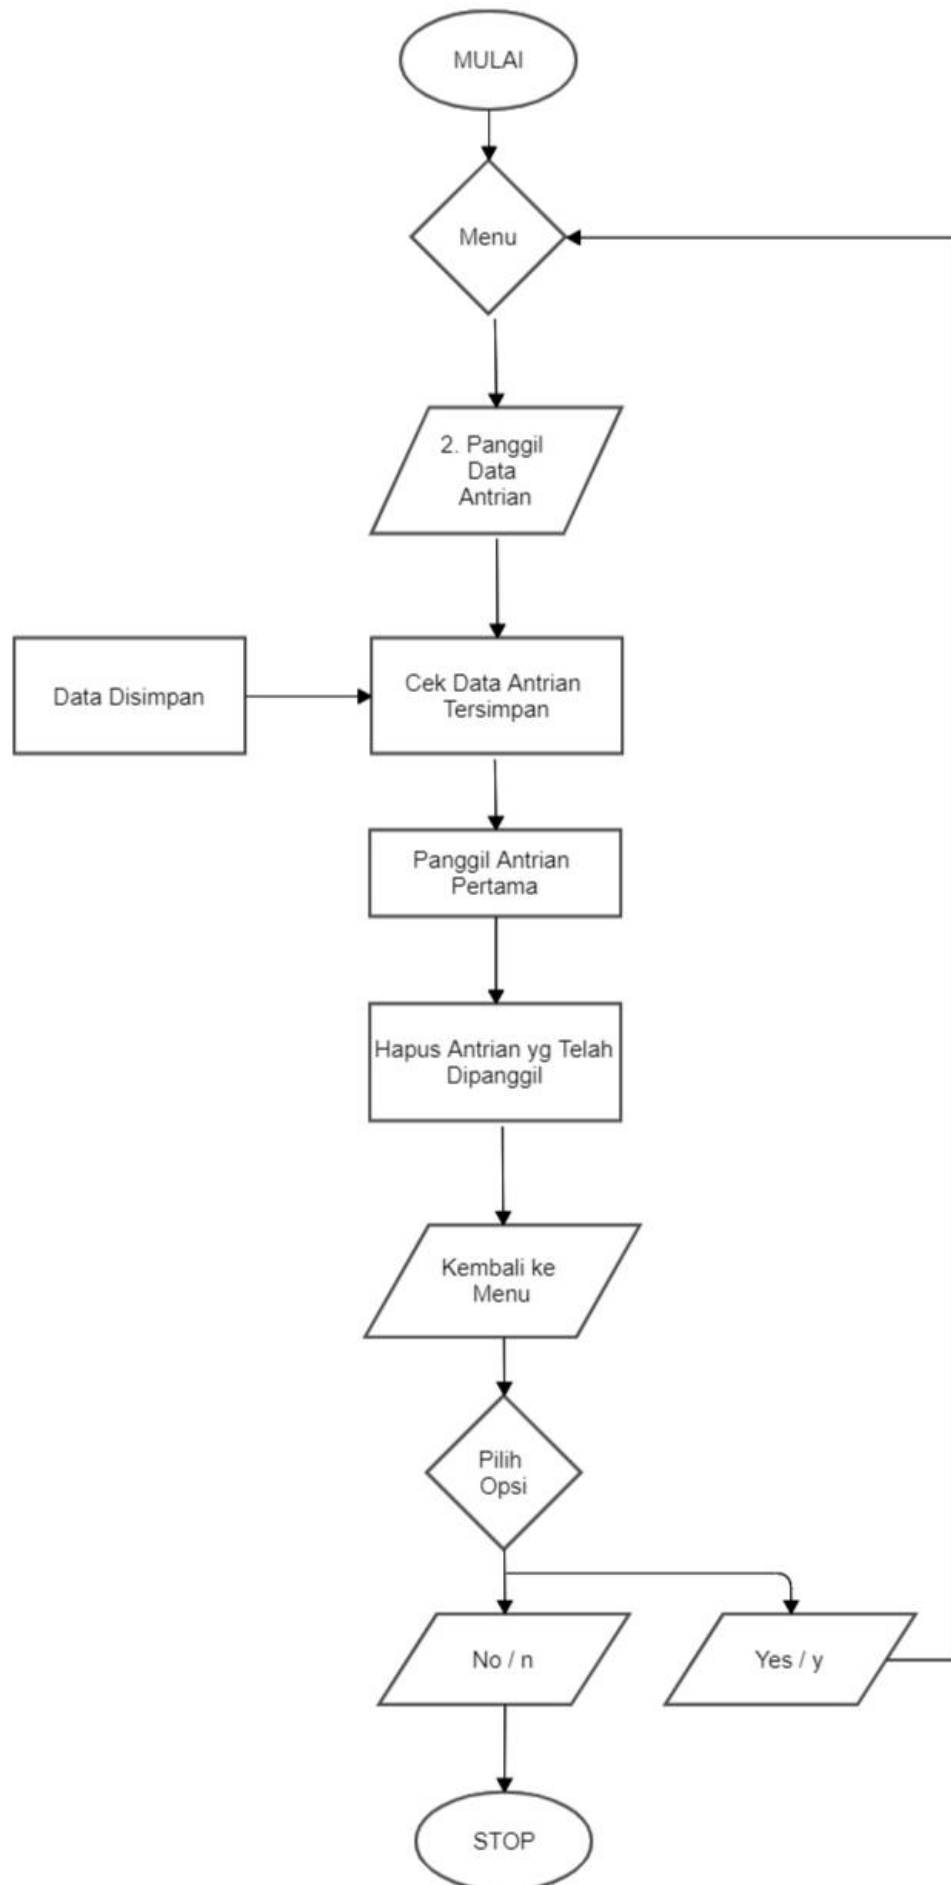 MULAI
Menu
2. Panggil
Data
Antrian
Data Disimpan
Cek Data Antrian
Tersimpan
Panggil Antrian
Pertama
Hapus Antrian yg Telah
Dipanggil
Kembali ke
Menu
Pilih
Opsi
No / n
Yes / y
STOP